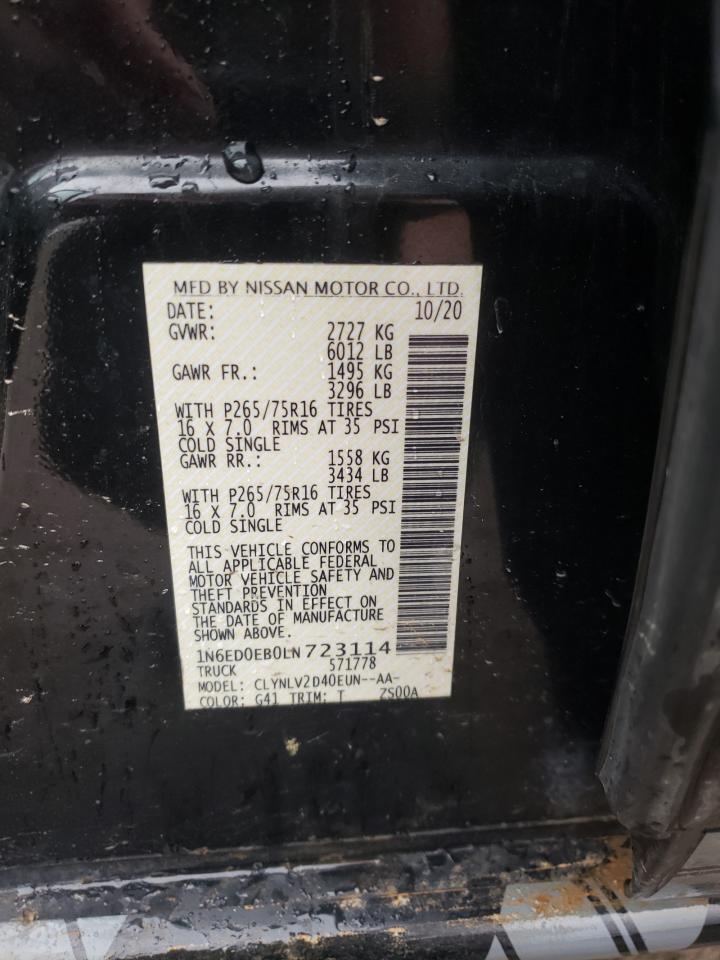 MFD BY NISSAN MOTOR CO., LTD.
DATE: 10/20
GVWR: 2727 KG
6012 LB
GAWR FR.: 1495 KG
3296 LB
WITH P265/75R16 TIRES
16 X 7.0 RIMS AT 35 PSI
COLD SINGLE
GAWR RR.: 1558 KG
3434 LB
WITH P265/75R16 TIRES
16 X 7.0 RIMS AT 35 PSI
COLD SINGLE
THIS VEHICLE CONFORMS TO
ALL APPLICABLE FEDERAL
MOTOR VEHICLE SAFETY AND
THEFT PREVENTION
STANDARDS IN EFFECT ON
THE DATE OF MANUFACTURE
SHOWN ABOVE.
1N6ED0EB0LN723114
TRUCK 571778
MODEL: CLYNLV2D40EUN--AA-
COLOR: G41 TRIM: T ZS00A